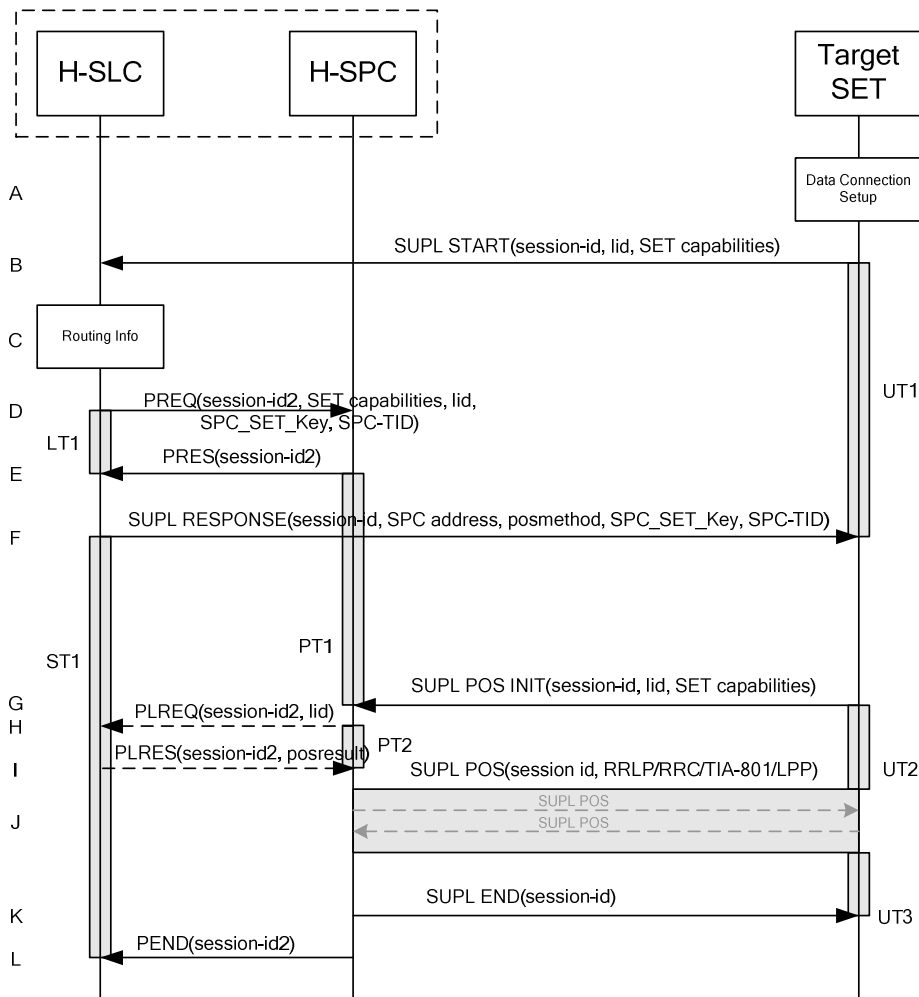 H-SLC
H-SPC
Target
SET
A
Data Connection
Setup
SUPL START(session-id, lid, SET capabilities)
B
C
Routing Info
UT1
D
PREQ(session-id2, SET capabilities, lid,
SPC_SET_Key, SPC-TID)
LT1
PRES(session-id2)
E
SUPL RESPONSE(session-id, SPC address, posmethod, SPC_SET_Key, SPC-TID)
F
PT1
ST1
SUPL POS INIT(session-id, lid, SET capabilities)
G
PLREQ(session-id2, lid)
H
PT2
PLRES(session-id2, posresult)
I
SUPL POS(session id, RRLP/RRC/TIA-801/LPP)
UT2
SUPL POS
J
SUPL POS
SUPL END(session-id)
K
UT3
PEND(session-id2)
L